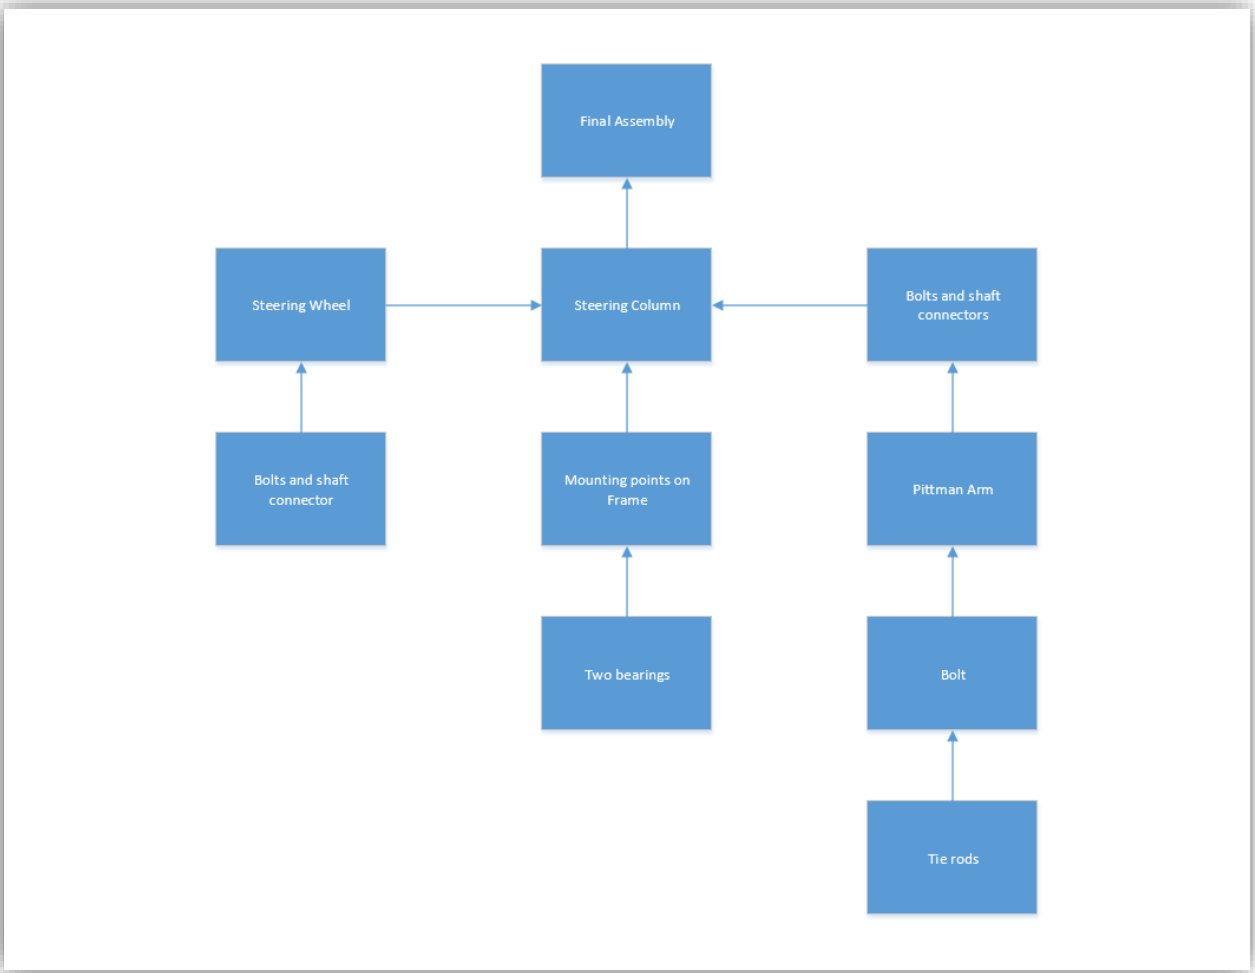 Final Assembly
Steering Wheel
Steering Column
Bolts and shaft
connectors
Bolts and shaft
connector
Mounting points on
Frame
Pittman Arm
Two bearings
Bolt
Tie rods